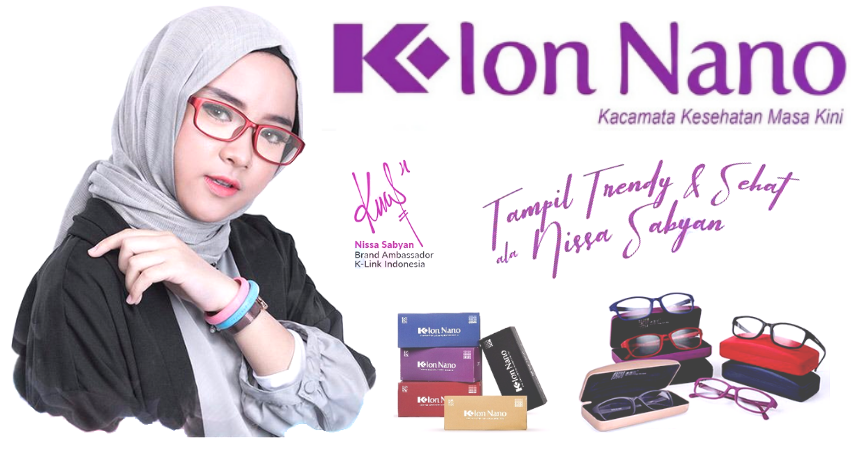 K-Ion Nano
Kacamata Kesehatan Masa Kini
Nissa Sabyan
Brand Ambassador
K-Link Indonesia
Tampil Trendy & Sehat
ala Nissa Sabyan
K-Ion Nano
K-Ion Nano
K-Ion Nano
K-Ion Nano
K-Ion Nano